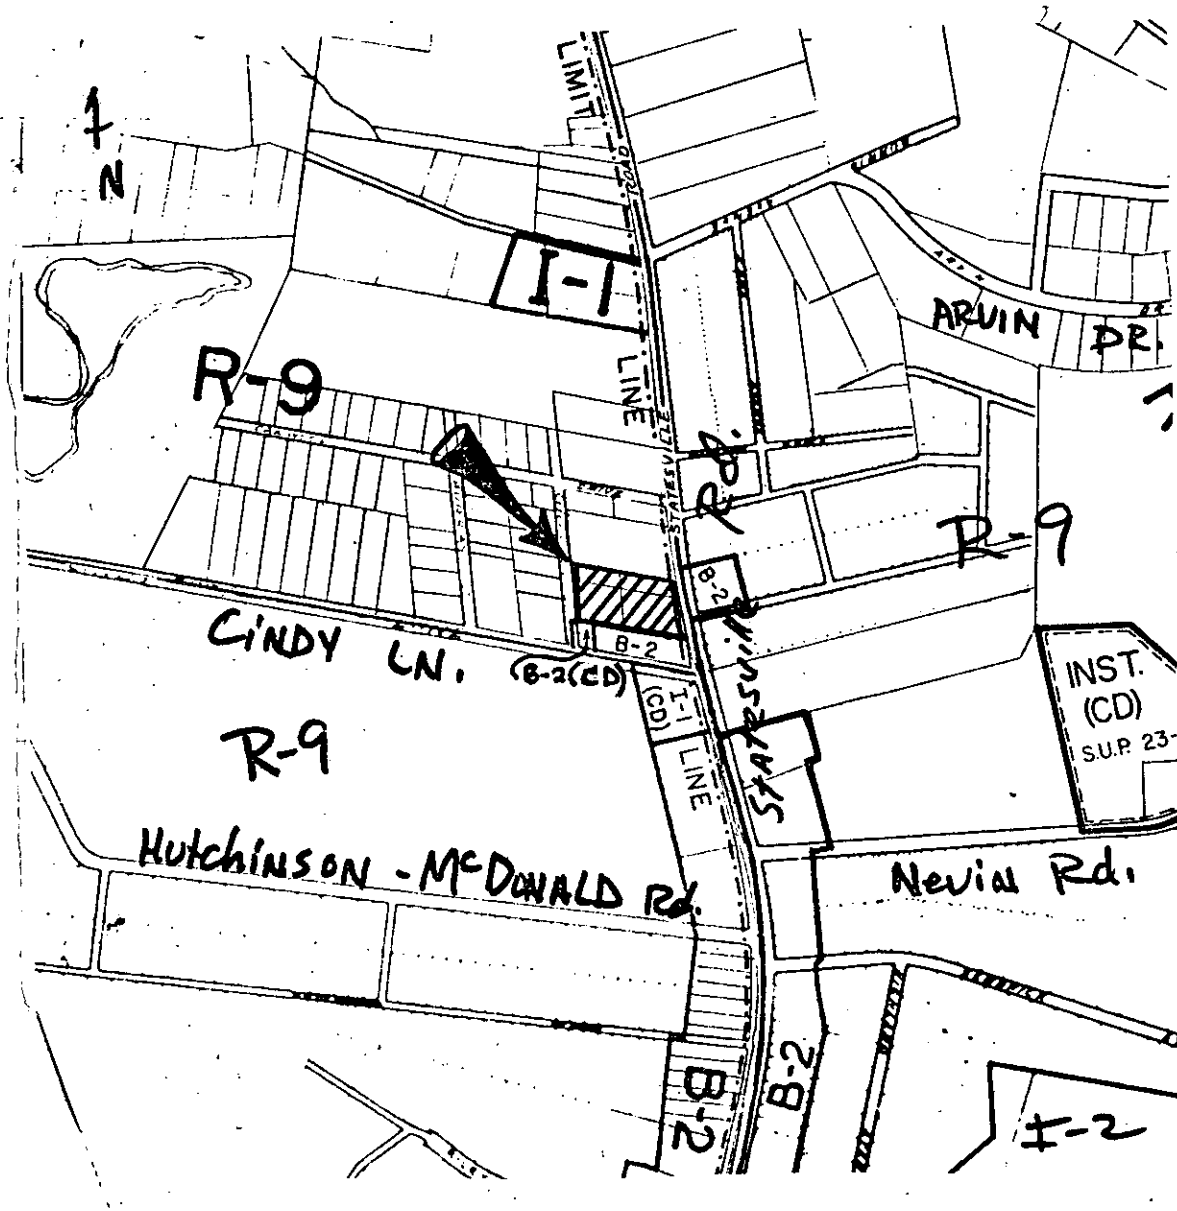 N
LIMIT
ROAD
I-1
ARVIN DR.
LINE
R-9
STATESVILLE
Rd.
R-9
B-2
CINDY LN.
B-2
(B-2(CD)
I-1
(CD)
Statesville
INST.
(CD)
S.U.P. 23-
R-9
LINE
Hutchinson - McDONALD Rd.
Nevin Rd.
B-2
B-2
I-2